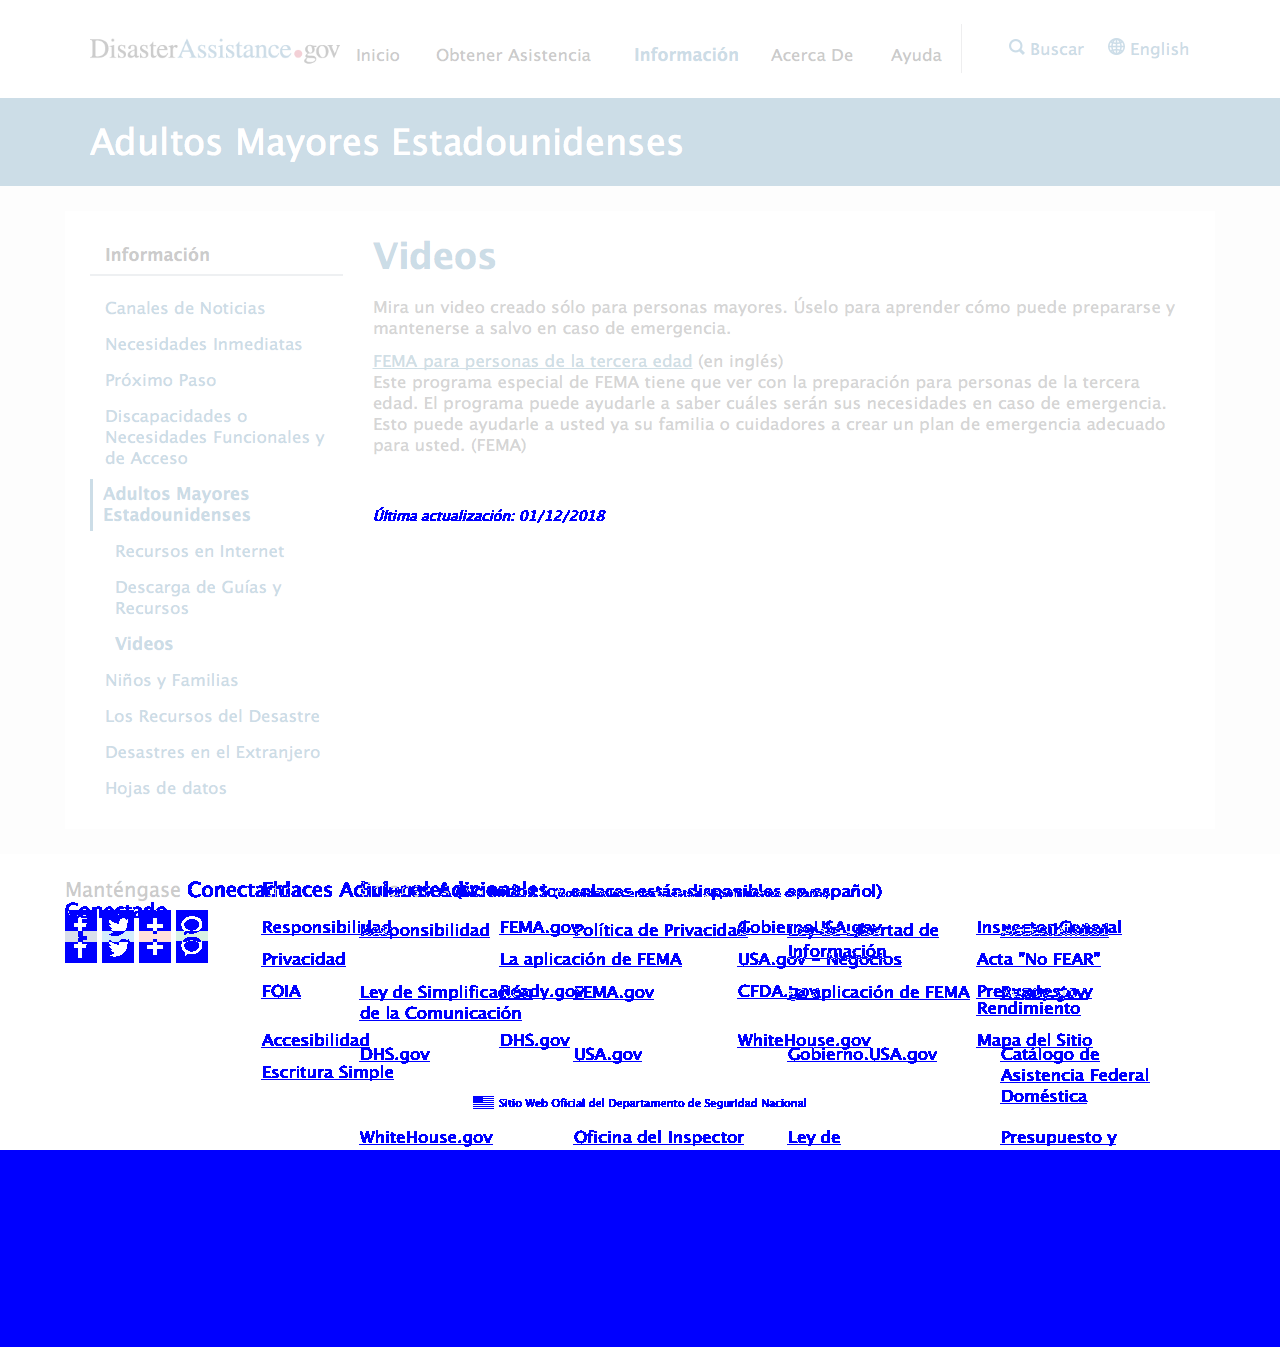 DisasterAssistance.gov
Inicio
Obtener Asistencia
Información
Acerca De
Ayuda
Buscar
English
Adultos Mayores Estadounidenses
Información
Canales de Noticias
Necesidades Inmediatas
Próximo Paso
Discapacidades o
Necesidades Funcionales y
de Acceso
Adultos Mayores
Estadounidenses
Recursos en Internet
Descarga de Guías y
Recursos
Videos
Niños y Familias
Los Recursos del Desastre
Desastres en el Extranjero
Hojas de datos
Videos
Mira un video creado sólo para personas mayores. Úselo para aprender cómo puede prepararse y
mantenerse a salvo en caso de emergencia.
FEMA para personas de la tercera edad (en inglés)
Este programa especial de FEMA tiene que ver con la preparación para personas de la tercera
edad. El programa puede ayudarle a saber cuáles serán sus necesidades en caso de emergencia.
Esto puede ayudarle a usted ya su familia o cuidadores a crear un plan de emergencia adecuado
para usted. (FEMA)
Última actualización: 01/12/2018
Manténgase
Conectado
Enlaces Adicionales
enlaces están disponibles en español)
Responsibilidad
Responsibilidad
FEMA.gov
Política de Privacidad
Gobierno.USA.gov
Libertad de
Información
Inspector General
Privacidad
La aplicación de FEMA
USA.gov – Negocios
Acta "No FEAR"
FOIA
Ley de Simplificación
de la Comunicación
Ready.gov
FEMA.gov
CFDA.gov
La aplicación de FEMA
Rendimiento
Accesibilidad
DHS.gov
DHS.gov
USA.gov
WhiteHouse.gov
Gobierno.USA.gov
Mapa del Sitio
Catálogo de
Asistencia Federal
Doméstica
Escritura Simple
Sitio Web Oficial del Departamento de Seguridad Nacional
WhiteHouse.gov
Oficina del Inspector
Ley de
Presupuesto y